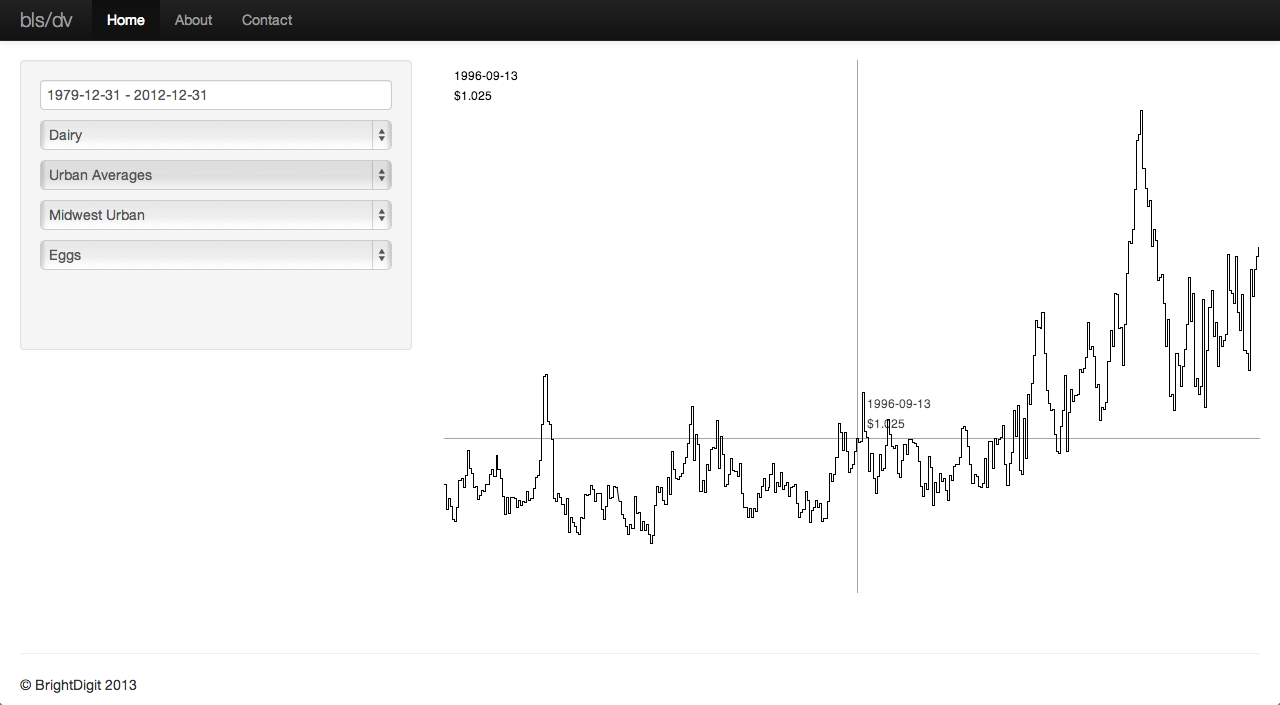 bls/dv Home About Contact
1979-12-31 - 2012-12-31
Dairy
Urban Averages
Midwest Urban
Eggs
1996-09-13
$1.025
1996-09-13
$1.025
© BrightDigit 2013